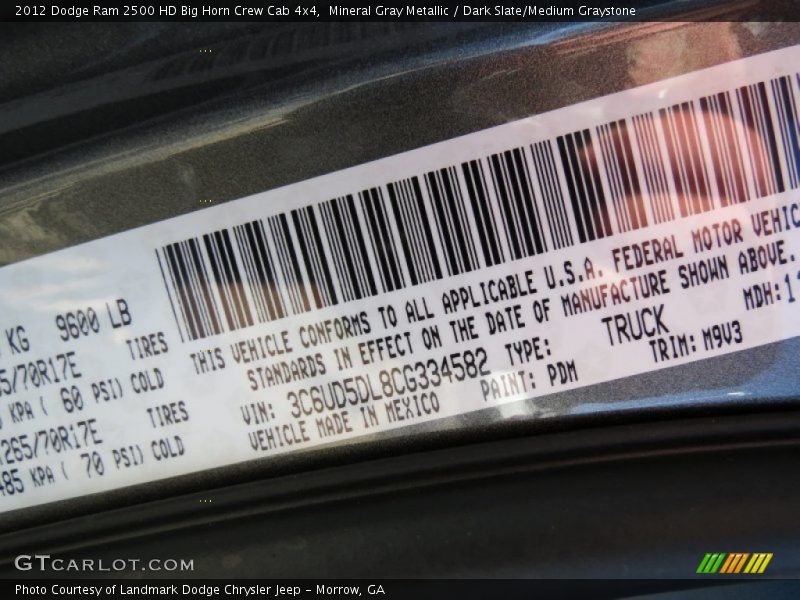 2012 Dodge Ram 2500 HD Big Horn Crew Cab 4x4, Mineral Gray Metallic / Dark Slate/Medium Graystone
KG 9600 LB
TIRES
/70R17E
KPA ( 60 PSI) COLD
TIRES
265/70R17E
485 KPA ( 70 PSI) COLD
THIS VEHICLE CONFORMS TO ALL APPLICABLE U.S.A. FEDERAL MOTOR VEHIC
STANDARDS IN EFFECT ON THE DATE OF MANUFACTURE SHOWN ABOVE.
VIN: 3C6UD5DL8CG334582 TYPE: TRUCK MDH:
VEHICLE MADE IN MEXICO PAINT: PDM TRIM: M9U3
GTCARLOT.COM
Photo Courtesy of Landmark Dodge Chrysler Jeep - Morrow, GA